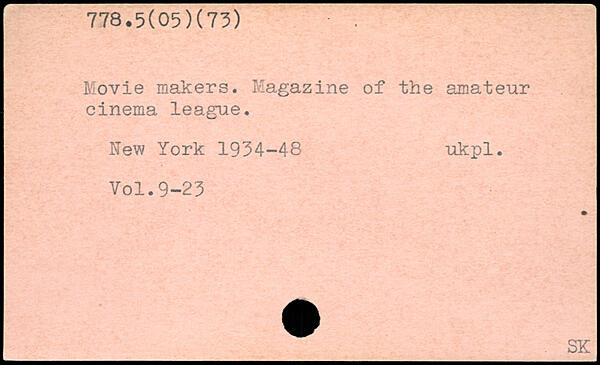 778.5(05)(73)
Movie makers. Magazine of the amateur
cinema league.
New York 1934-48 ukpl.
Vol.9-23
SK